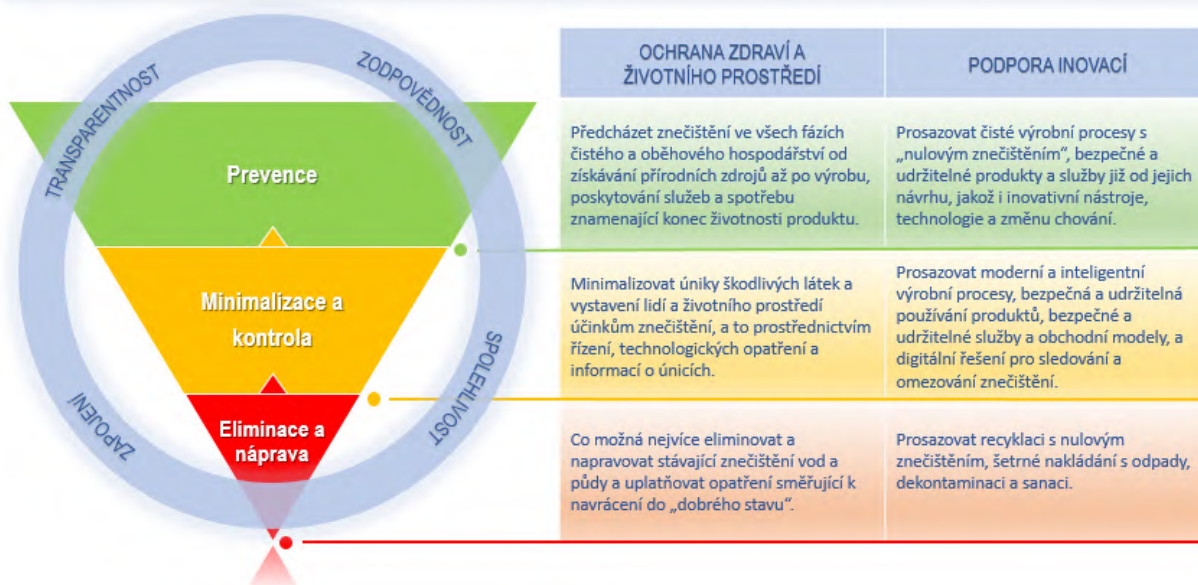 TRANSPARENTNOST
ZODPOVĚDNOST
ZAPOJENÍ
SPOLEHLIVOST
Prevence
Minimalizace a
kontrola
Eliminace a
náprava
OCHRANA ZDRAVÍ A
ŽIVOTNÍHO PROSTŘEDÍ
PODPORA INOVACÍ
Předcházet znečištění ve všech fázích
čistého a oběhového hospodářství od
získávání přírodních zdrojů až po výrobu,
poskytování služeb a spotřebu
znamenající konec životnosti produktu.
Prosazovat čisté výrobní procesy s
„nulovým znečištěním“, bezpečné a
udržitelné produkty a služby již od jejich
návrhu, jakož i inovativní nástroje,
technologie a změnu chování.
Minimalizovat úniky škodlivých látek a
vystavení lidí a životního prostředí
účinkům znečištění, a to prostřednictvím
řízení, technologických opatření a
informací o únicích.
Prosazovat moderní a inteligentní
výrobní procesy, bezpečná a udržitelná
používání produktů, bezpečné a
udržitelné služby a obchodní modely, a
digitální řešení pro sledování a
omezování znečištění.
Co možná nejvíce eliminovat a
napravovat stávající znečištění vod a
půdy a uplatňovat opatření směřující k
navrácení do „dobrého stavu“.
Prosazovat recyklaci s nulovým
znečištěním, šetrné nakládání s odpady,
dekontaminaci a sanaci.